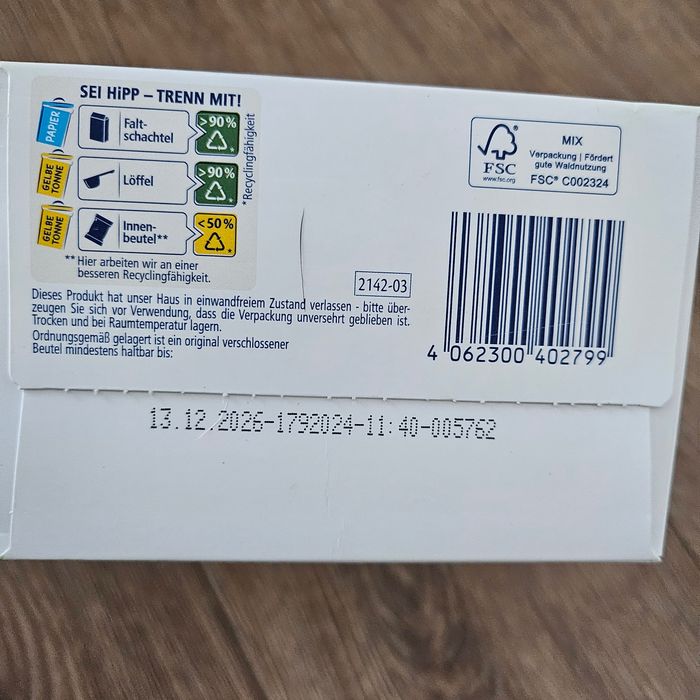 SEI HiPP – TRENN MIT!
PAPIER
Falt-
schachtel
>90%
*
GELBE
TONNE
Löffel
>90%
*
GELBE
TONNE
Innen-
beutel**
<50%
*
*Recyclingfähigkeit
**Hier arbeiten wir an einer
besseren Recyclingfähigkeit.
FSC
www.fsc.org
MIX
Verpackung | Fördert
gute Waldnutzung
FSC® C002324
2142-03
Dieses Produkt hat unser Haus in einwandfreiem Zustand verlassen - bitte über-
zeugen Sie sich vor Verwendung, dass die Verpackung unversehrt geblieben ist.
Trocken und bei Raumtemperatur lagern.
Ordnungsgemäß gelagert ist ein original verschlossener
Beutel mindestens haltbar bis:
4 062300 402799
13.12.2026-1792024-11:40-005762